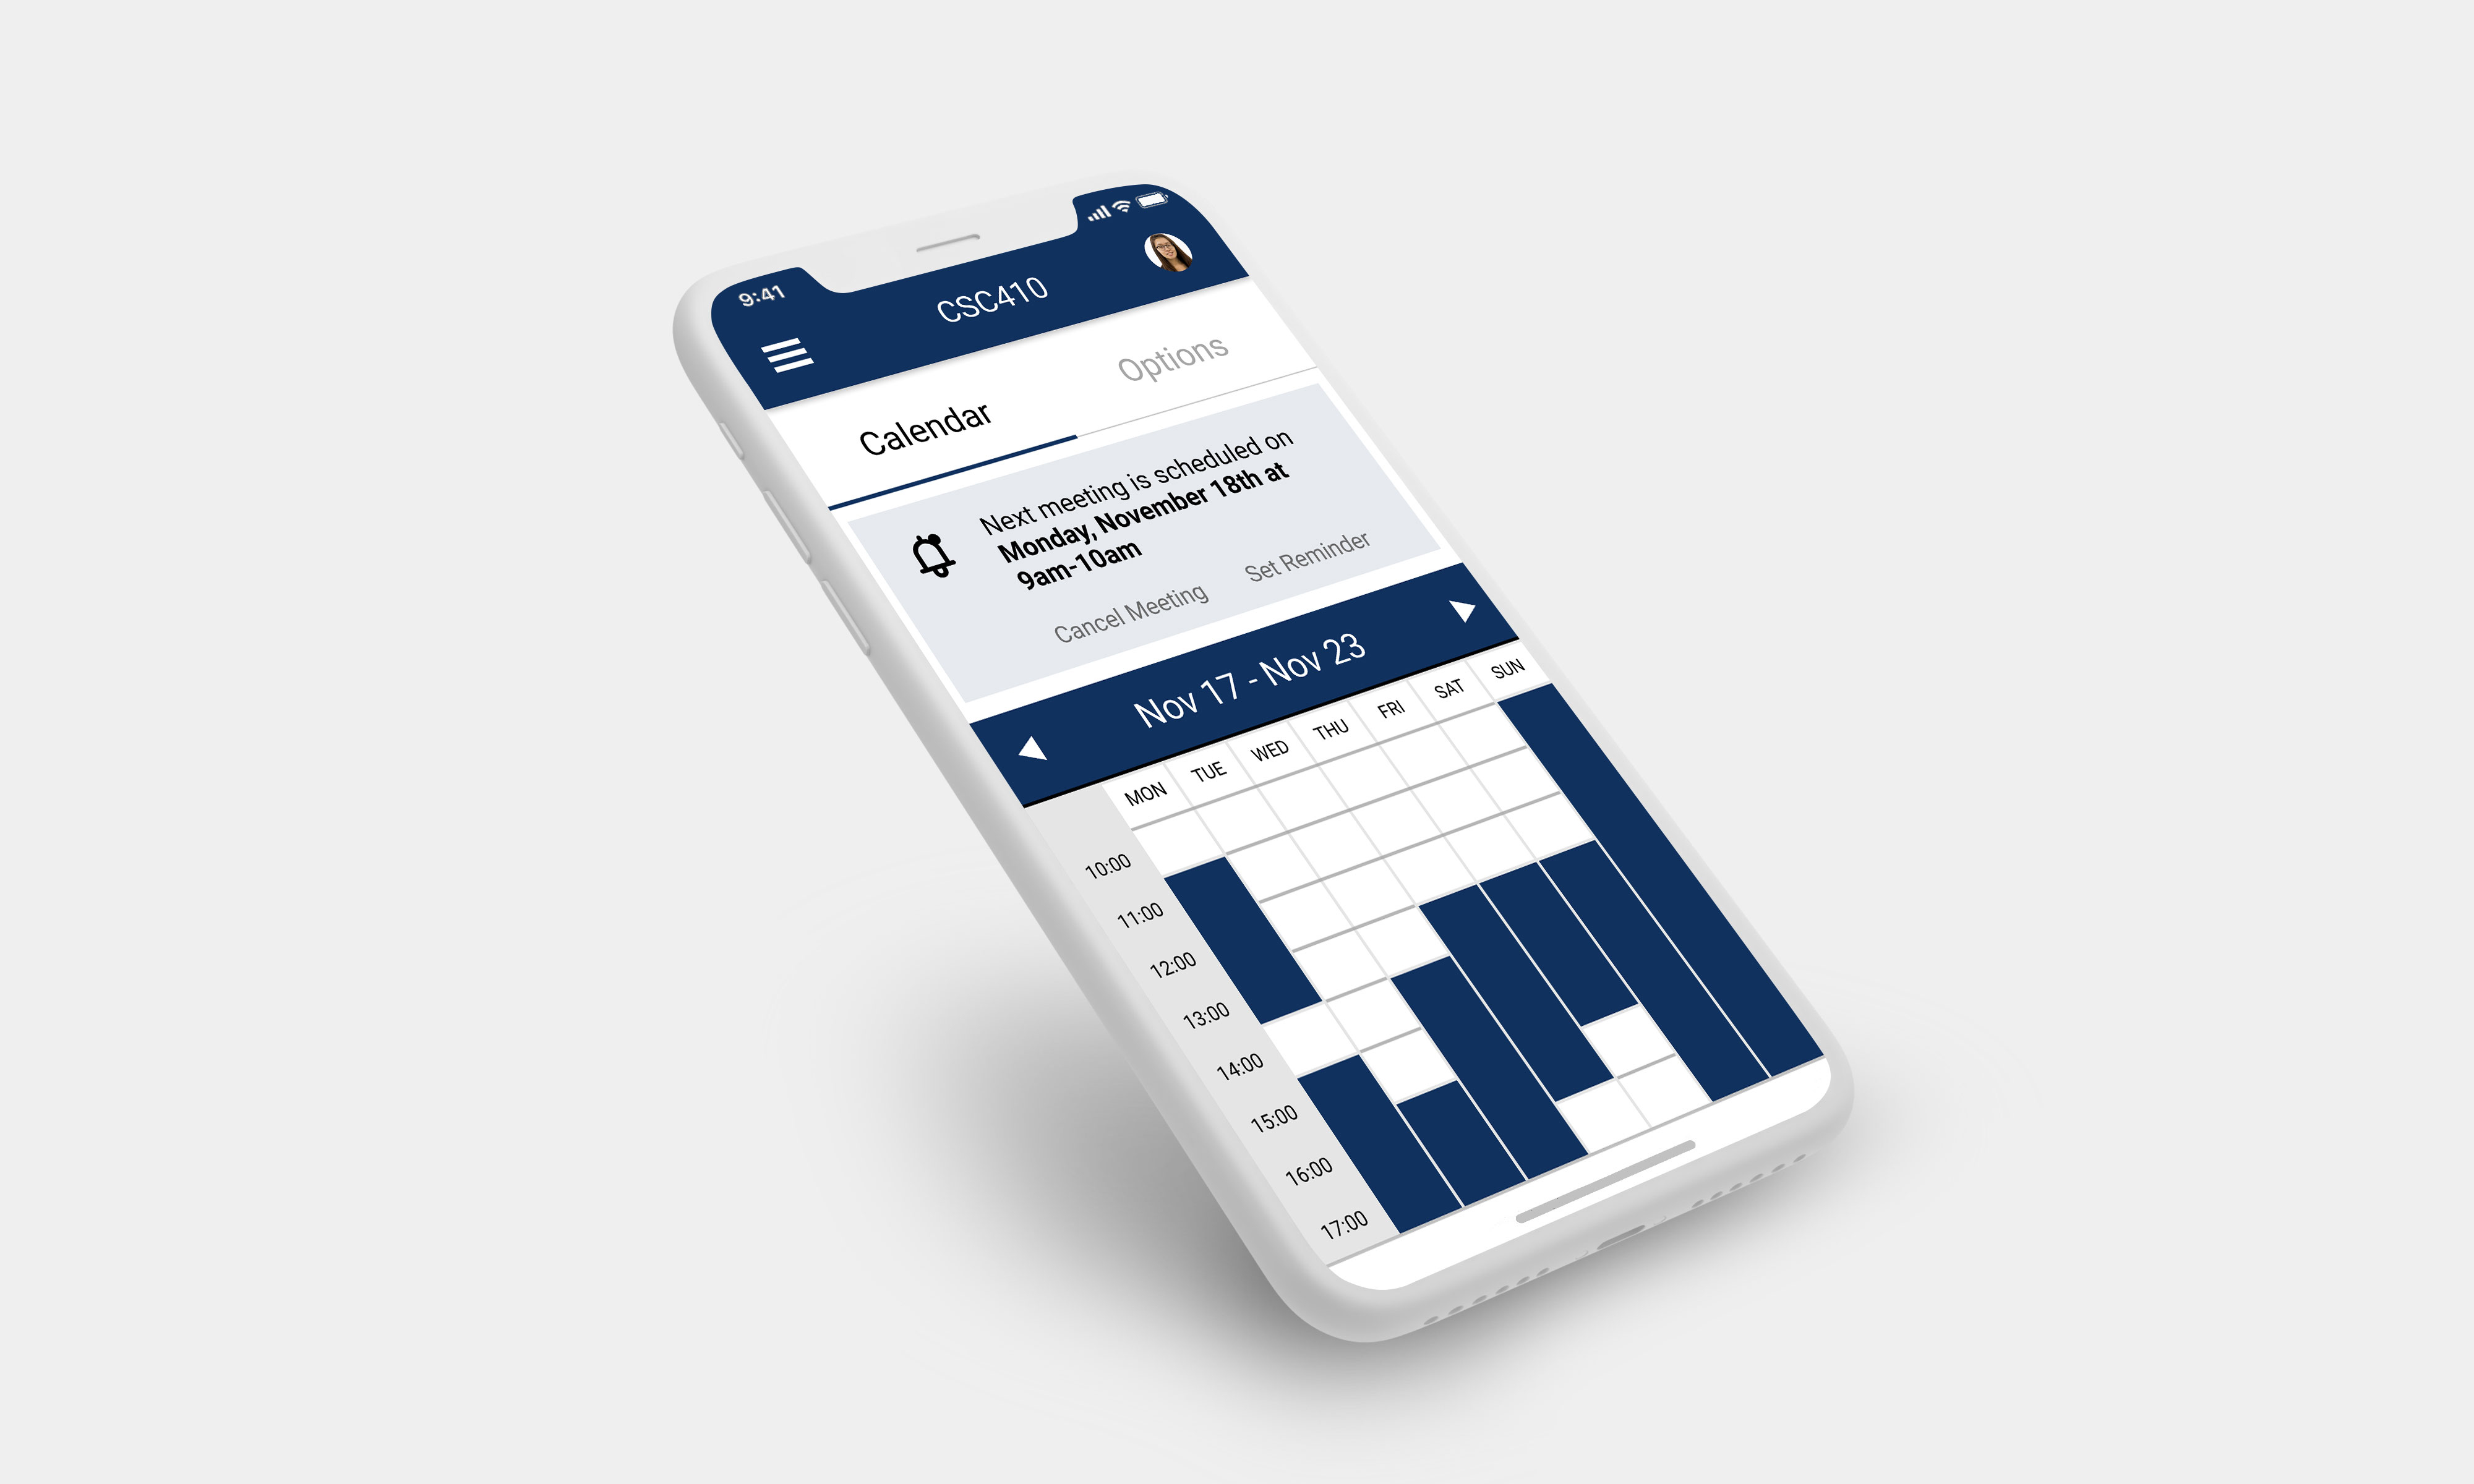 9:41
CSC410
Calendar
Options
Next meeting is scheduled on
Monday, November 18th at
9am-10am
Cancel Meeting
Set Reminder
Nov 17 - Nov 23
MON TUE WED THU FRI SAT SUN
10:00
11:00
12:00
13:00
14:00
15:00
16:00
17:00